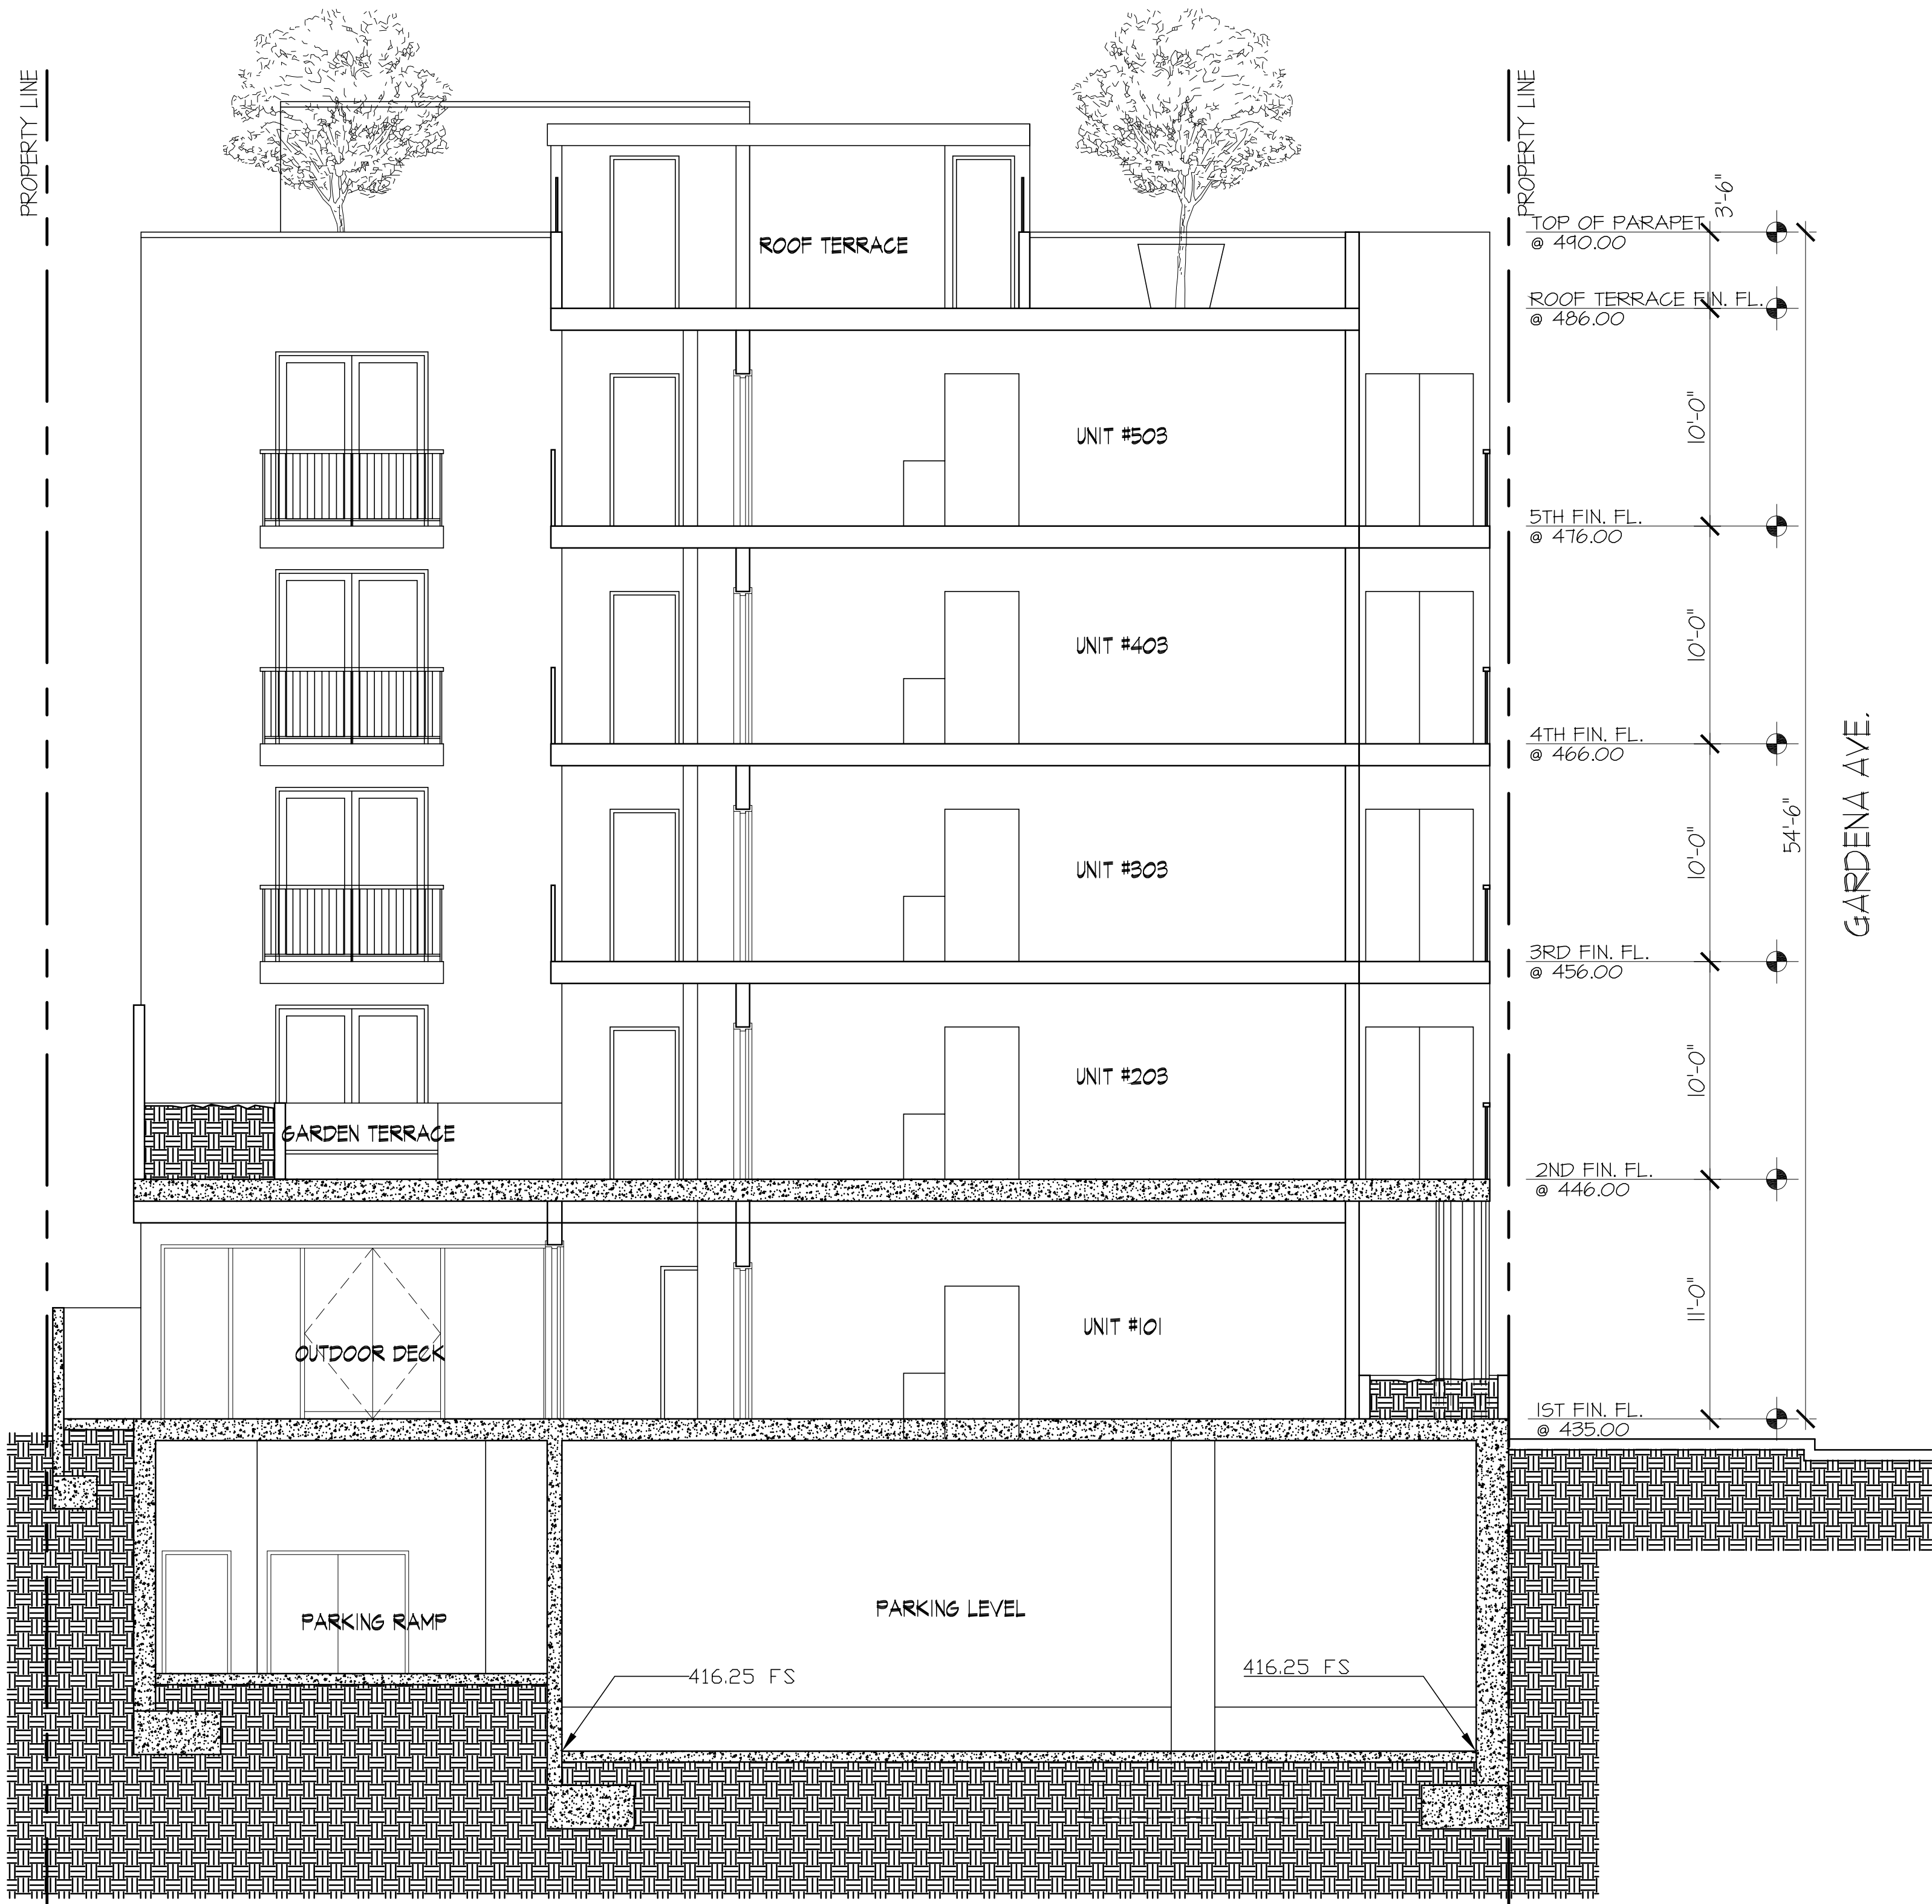 PROPERTY LINE
PROPERTY LINE
ROOF TERRACE
3'-6"
TOP OF PARAPET
@ 490.00
ROOF TERRACE FIN. FL.
@ 486.00
10'-0"
UNIT #503
5TH FIN. FL.
@ 476.00
10'-0"
UNIT #403
4TH FIN. FL.
@ 466.00
54'-6"
GARDENA AVE.
10'-0"
UNIT #303
3RD FIN. FL.
@ 456.00
10'-0"
UNIT #203
GARDEN TERRACE
2ND FIN. FL.
@ 446.00
11'-0"
UNIT #101
OUTDOOR DECK
1ST FIN. FL.
@ 435.00
PARKING RAMP
PARKING LEVEL
416.25 FS
416.25 FS